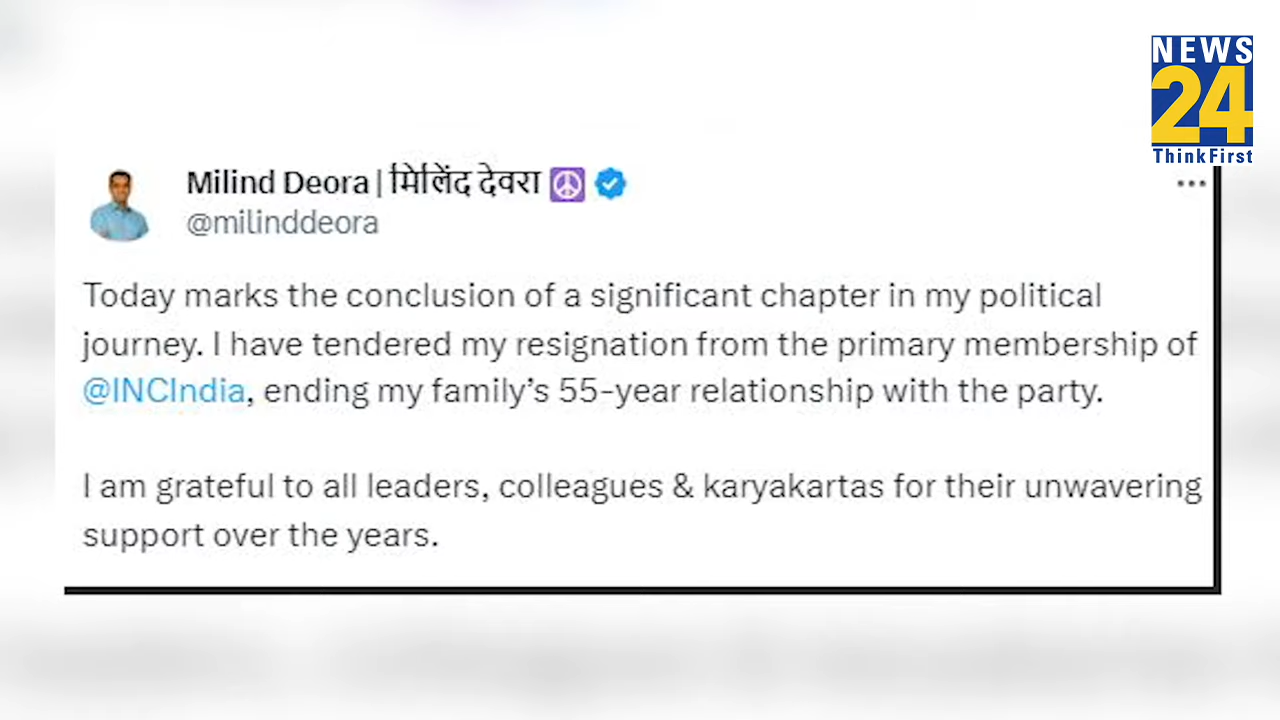 NEWS
24
ThinkFirst
Milind Deora | मिलिंद देवरा
@milinddeora
Today marks the conclusion of a significant chapter in my political
journey. I have tendered my resignation from the primary membership of
@INCIndia, ending my family’s 55-year relationship with the party.
I am grateful to all leaders, colleagues & karyakartas for their unwavering
support over the years.